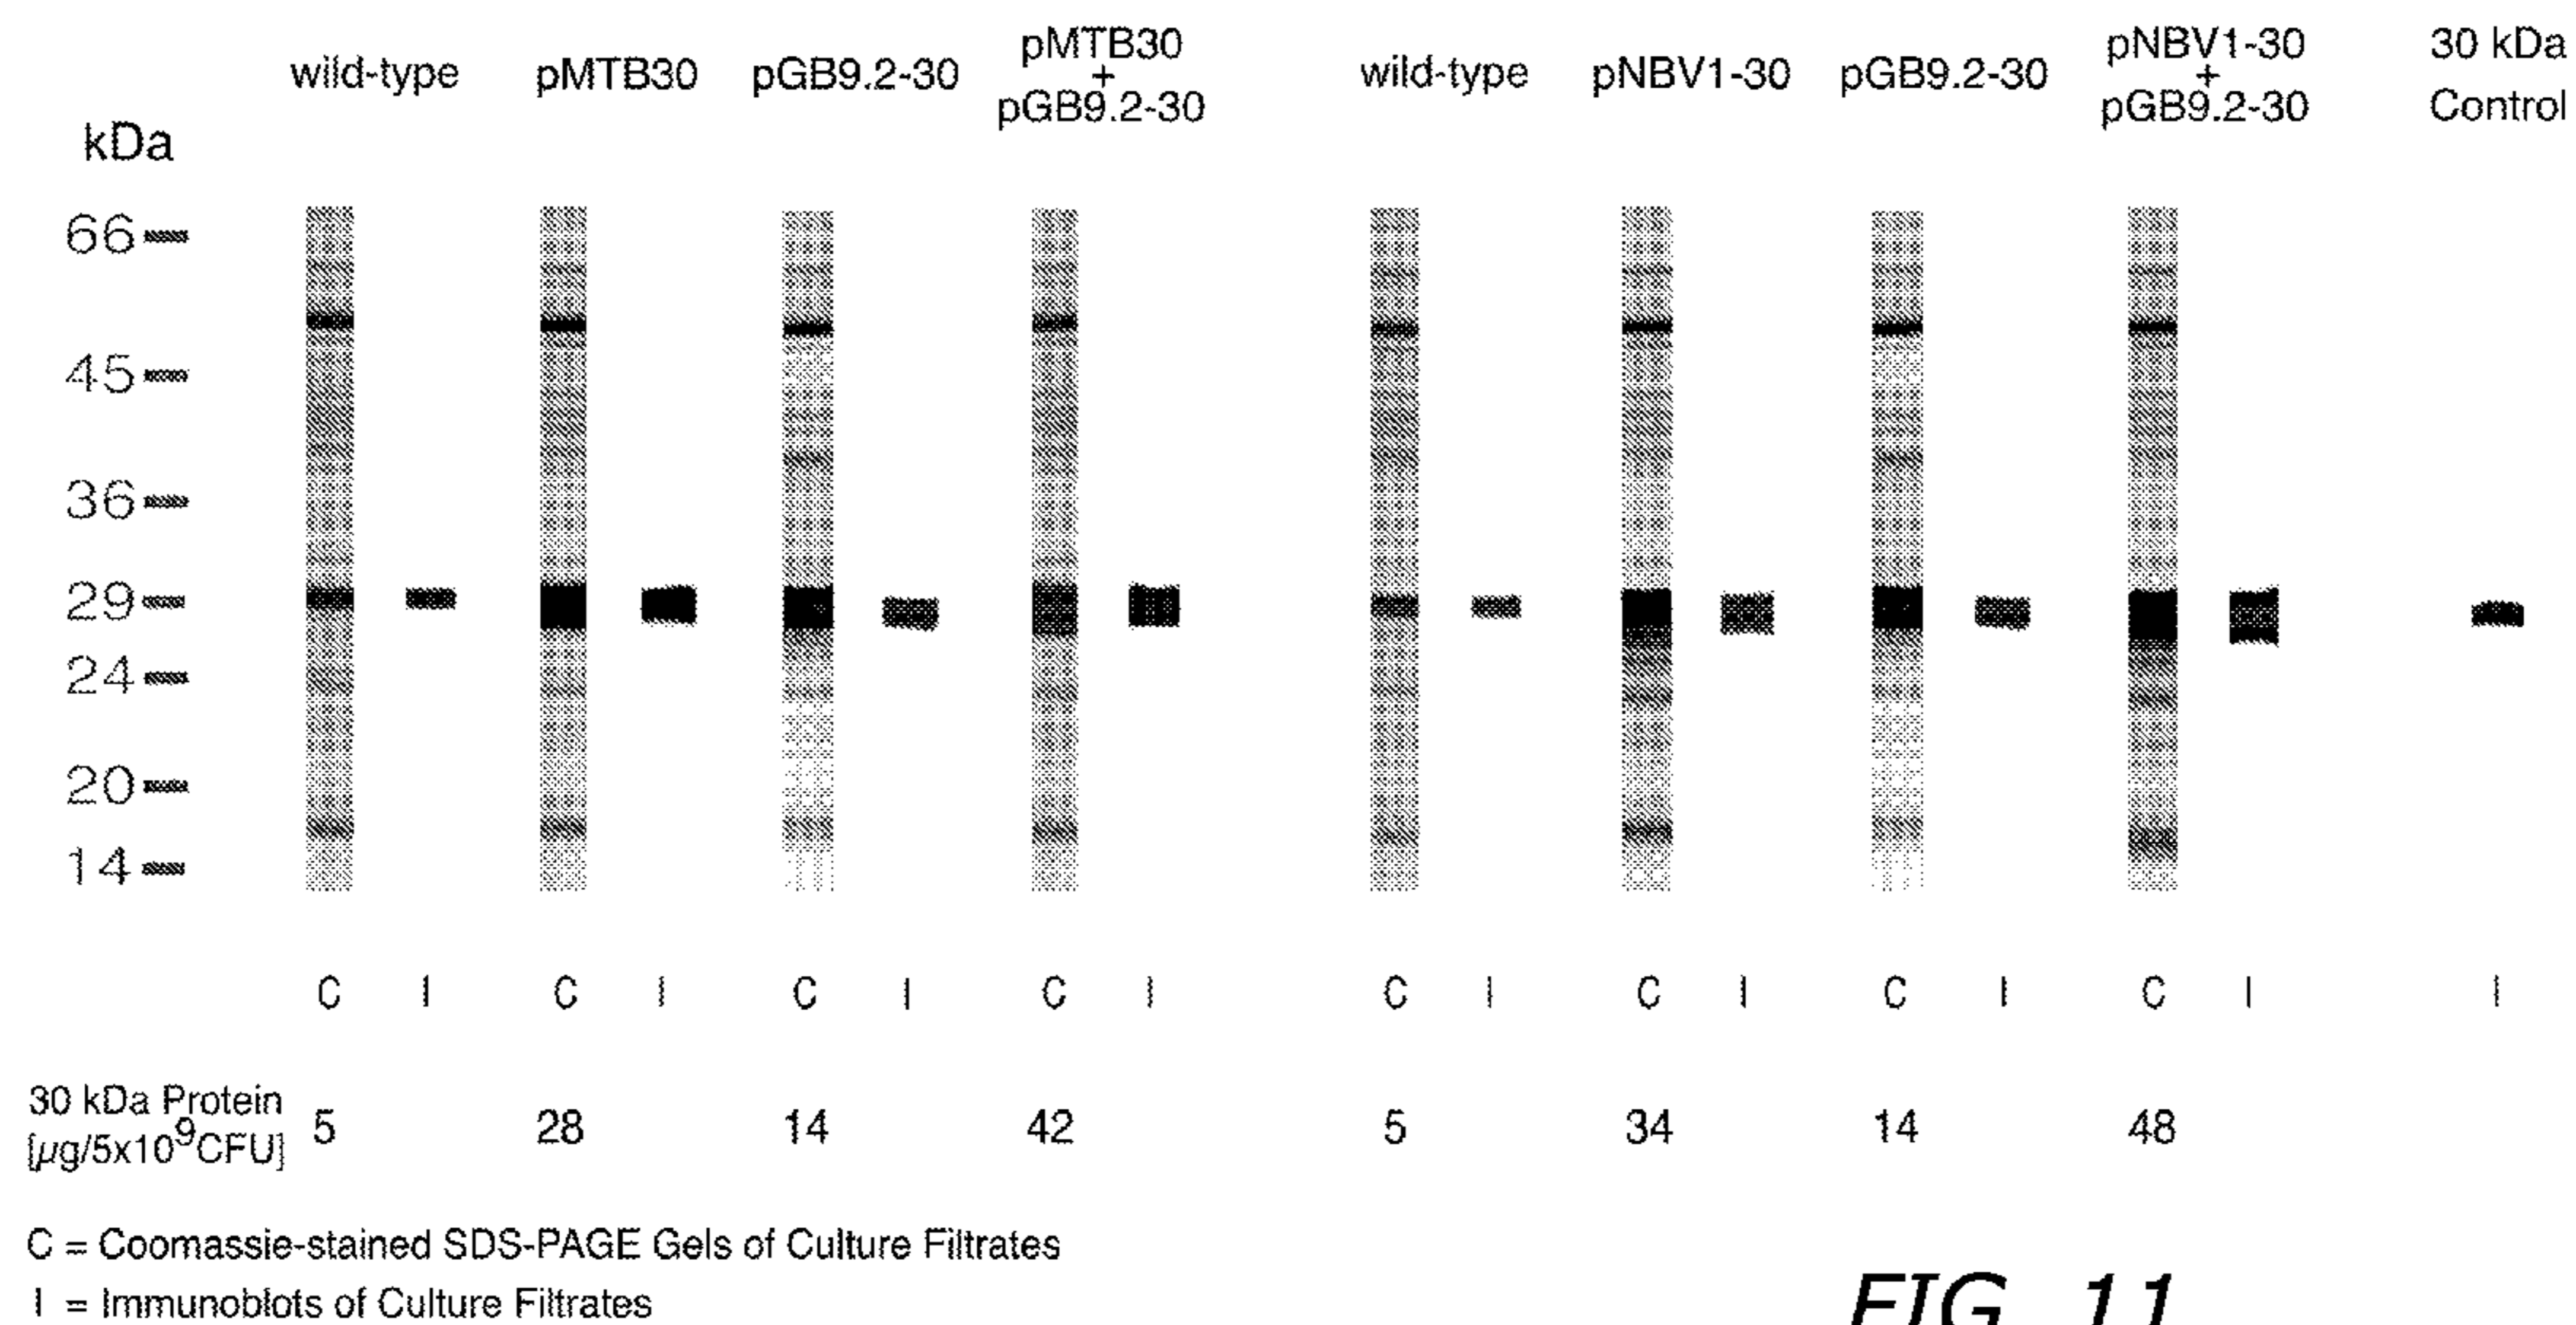 wild-type pMTB30 pGB9.2-30 pMTB30 + pGB9.2-30 wild-type pNBV1-30 pGB9.2-30 pNBV1-30 + pGB9.2-30 30 kDa Control
kDa
66
45
36
29
24
20
14
C I C I C I C I C I C I C I C I I
30 kDa Protein
[µg/5x10⁹CFU] 5 28 14 42 5 34 14 48
C = Coomassie-stained SDS-PAGE Gels of Culture Filtrates
I = Immunoblots of Culture Filtrates
FIG. 11